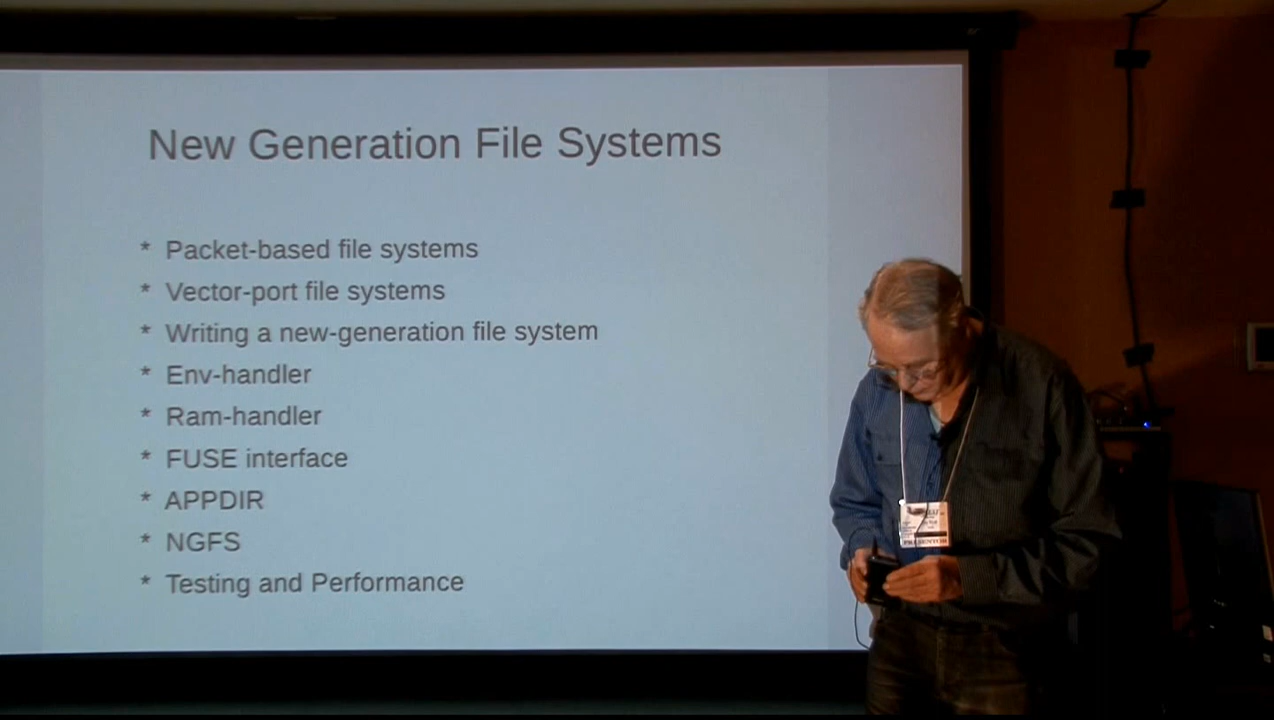 New Generation File Systems
* Packet-based file systems
* Vector-port file systems
* Writing a new-generation file system
* Env-handler
* Ram-handler
* FUSE interface
* APPDIR
* NGFS
* Testing and Performance
PRESENTOR